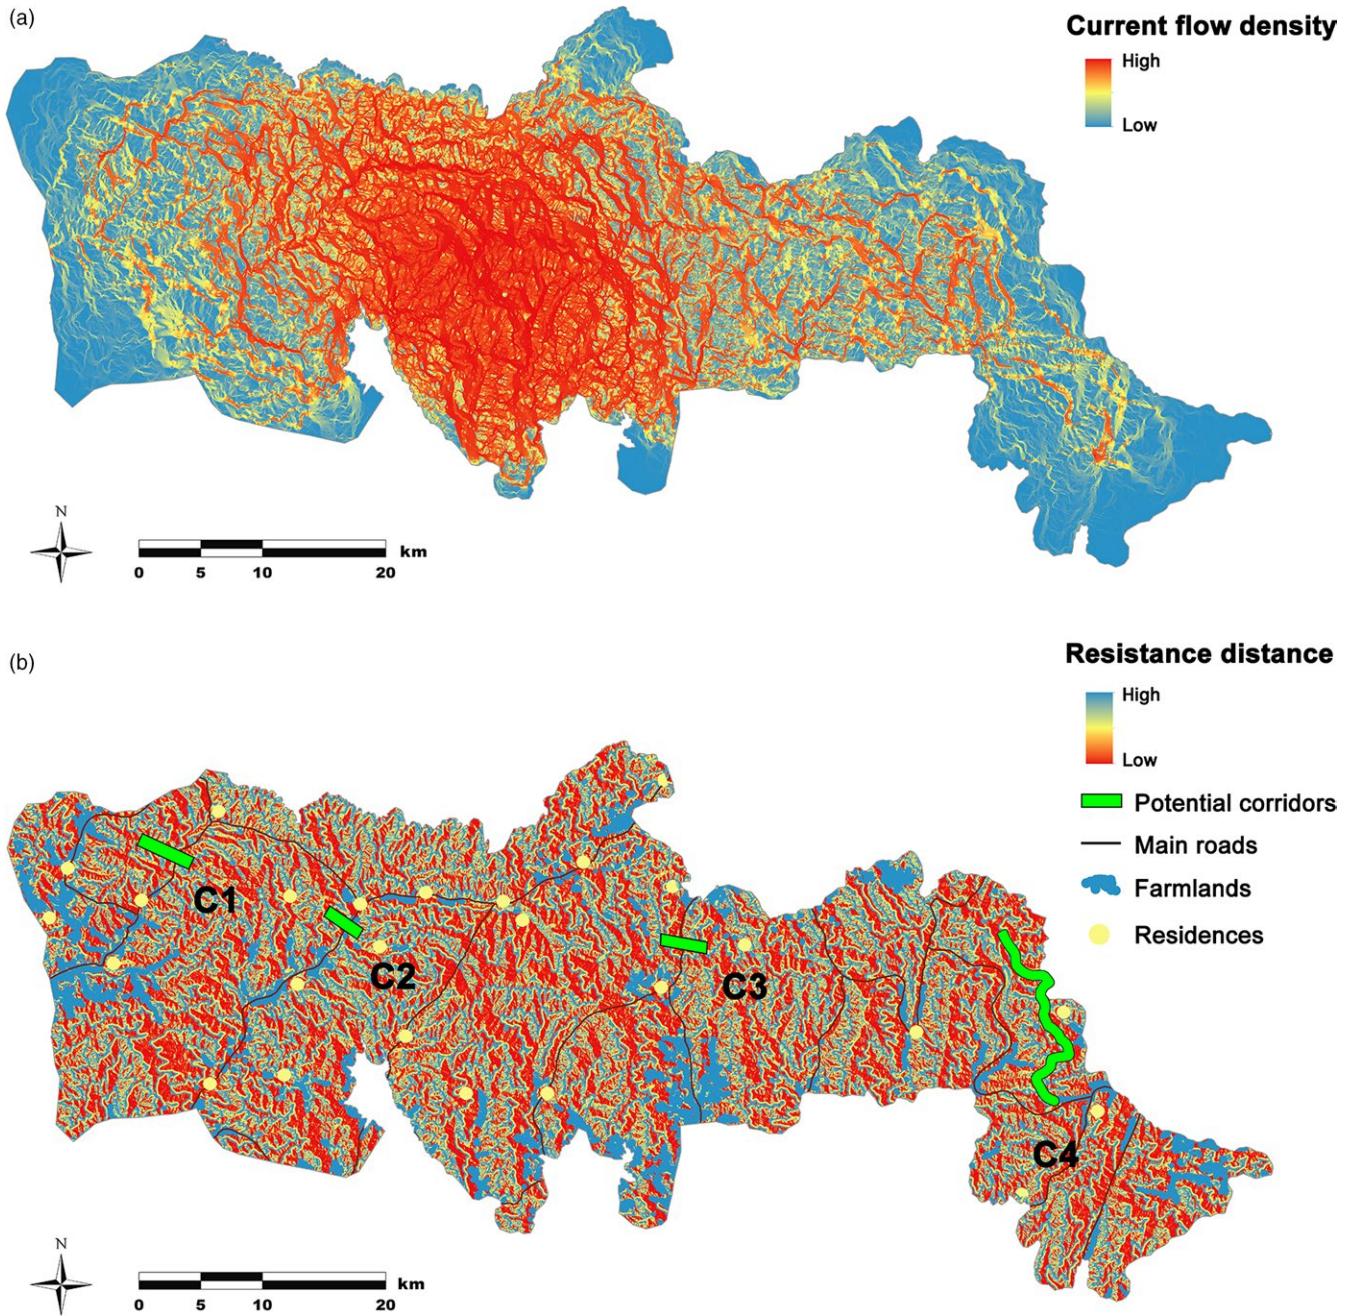 (a)
Current flow density
High
Low
N
km
0 5 10 20
(b)
Resistance distance
High
Low
Potential corridors
Main roads
Farmlands
Residences
C1
C2
C3
C4
N
km
0 5 10 20